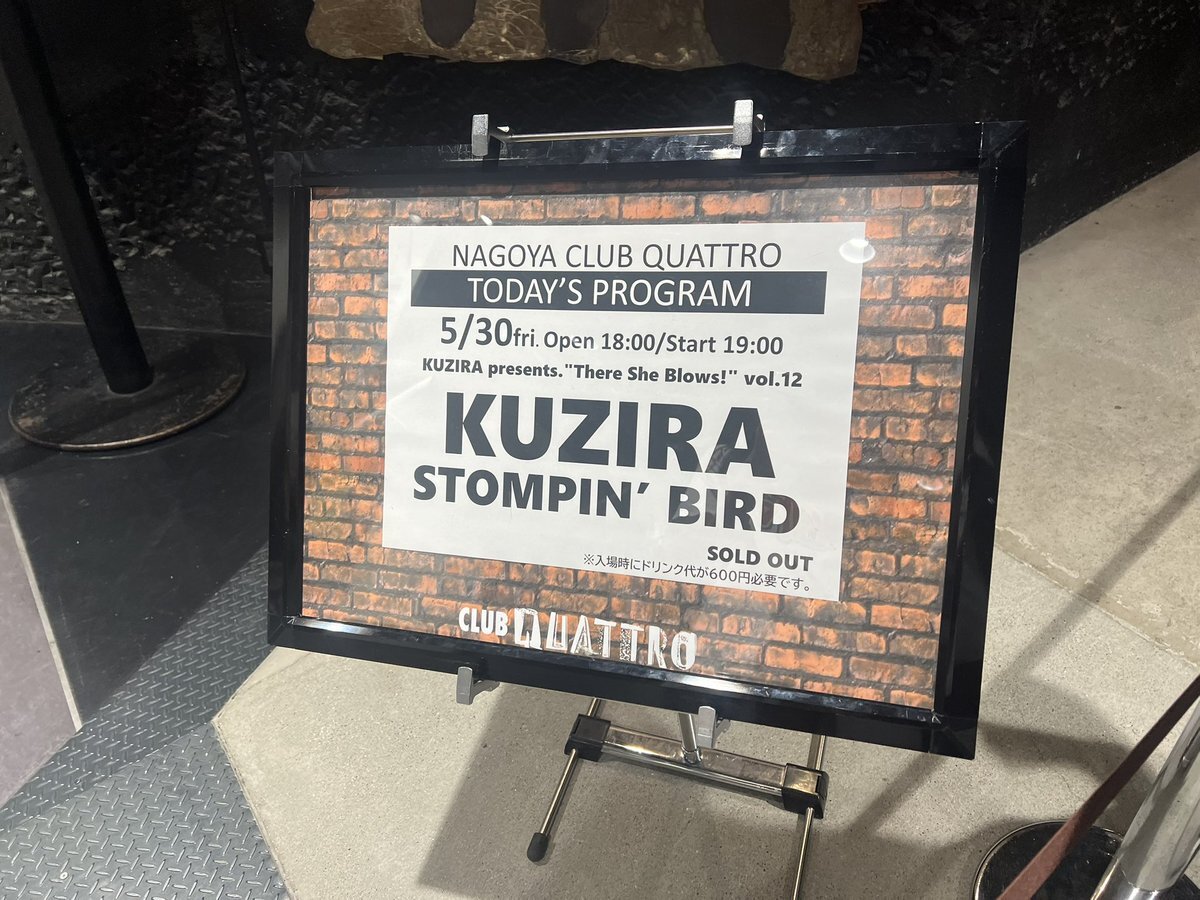 NAGOYA CLUB QUATTRO
TODAY'S PROGRAM
5/30fri. Open 18:00/Start 19:00
KUZIRA presents."There She Blows!" vol.12
KUZIRA
STOMPIN' BIRD
SOLD OUT
※入場時にドリンク代が600円必要です。
CLUB QUATTRO